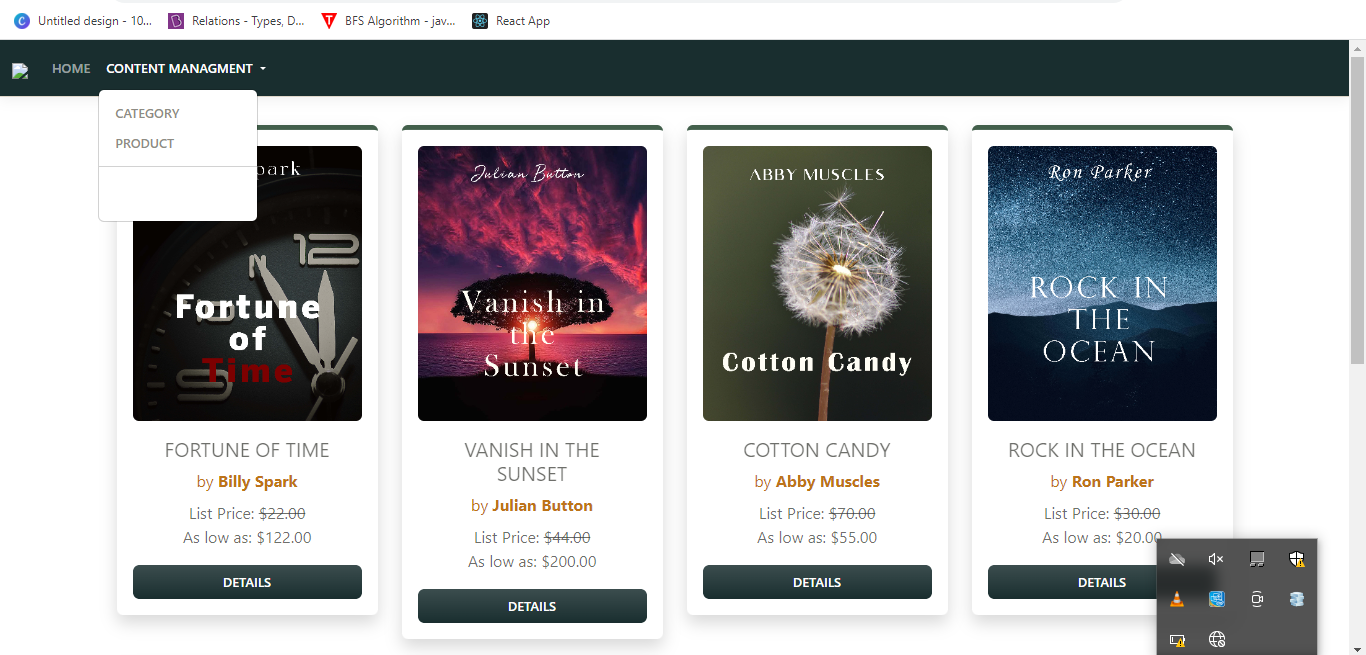 Untitled design - 10...
Relations - Types, D...
BFS Algorithm - jav...
React App
HOME
CONTENT MANAGMENT
CATEGORY
PRODUCT
12
Fortune
of
Time
FORTUNE OF TIME
by Billy Spark
List Price: $22.00
As low as: $122.00
DETAILS
Julian Button
Vanish in
the
Sunset
VANISH IN THE
SUNSET
by Julian Button
List Price: $44.00
As low as: $200.00
DETAILS
ABBY MUSCLES
Cotton Candy
COTTON CANDY
by Abby Muscles
List Price: $70.00
As low as: $55.00
DETAILS
Ron Parker
ROCK IN
THE
OCEAN
ROCK IN THE OCEAN
by Ron Parker
List Price: $30.00
As low as: $20.00
DETAILS